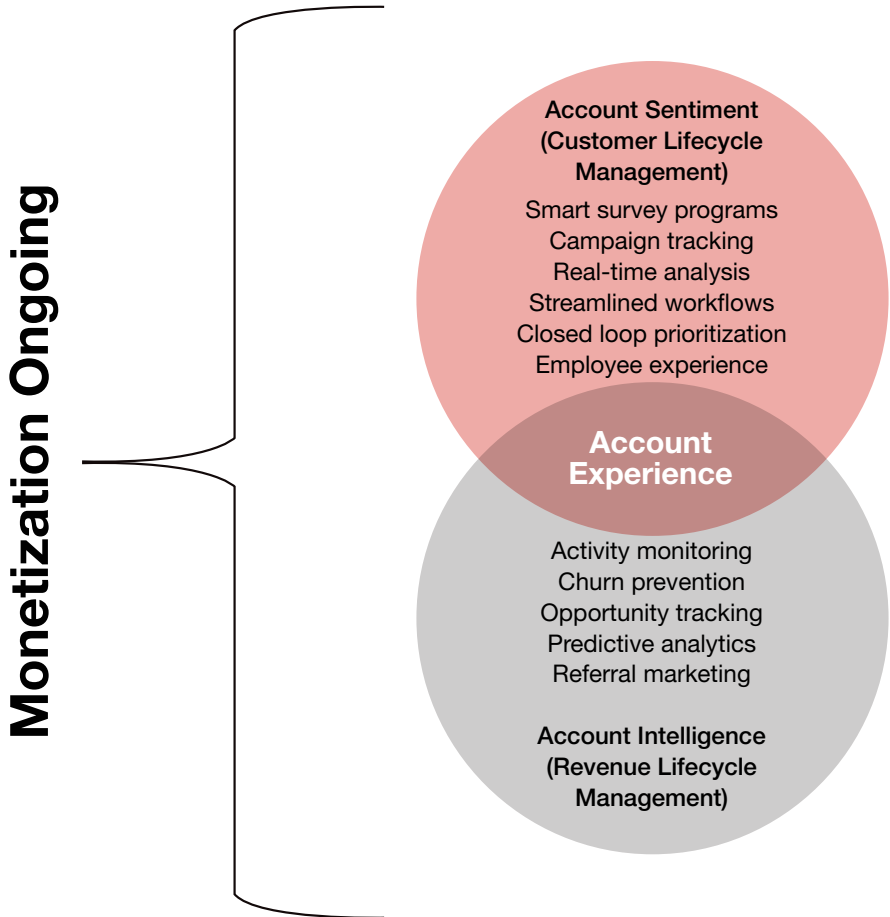 Monetization Ongoing
Account Sentiment
(Customer Lifecycle
Management)
Smart survey programs
Campaign tracking
Real-time analysis
Streamlined workflows
Closed loop prioritization
Employee experience
Account
Experience
Activity monitoring
Churn prevention
Opportunity tracking
Predictive analytics
Referral marketing
Account Intelligence
(Revenue Lifecycle
Management)